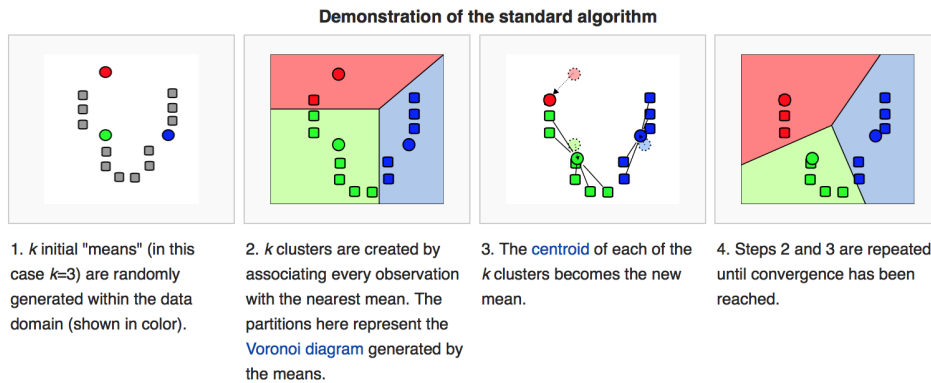 Demonstration of the standard algorithm
1. k initial "means" (in this
case k=3) are randomly
generated within the data
domain (shown in color).
2. k clusters are created by
associating every observation
with the nearest mean. The
partitions here represent the
Voronoi diagram generated by
the means.
3. The centroid of each of the
k clusters becomes the new
mean.
4. Steps 2 and 3 are repeated
until convergence has been
reached.